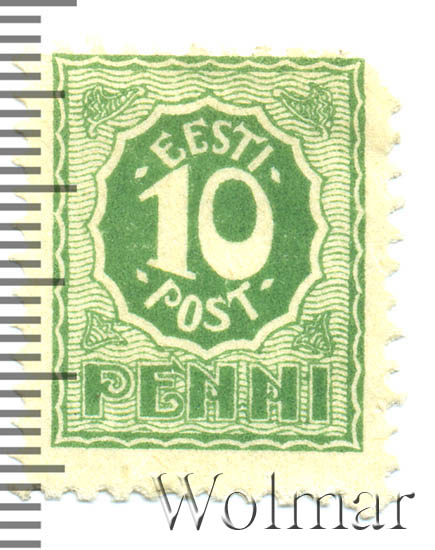 · EESTI ·
10
· POST ·
PENNI
Wolmar